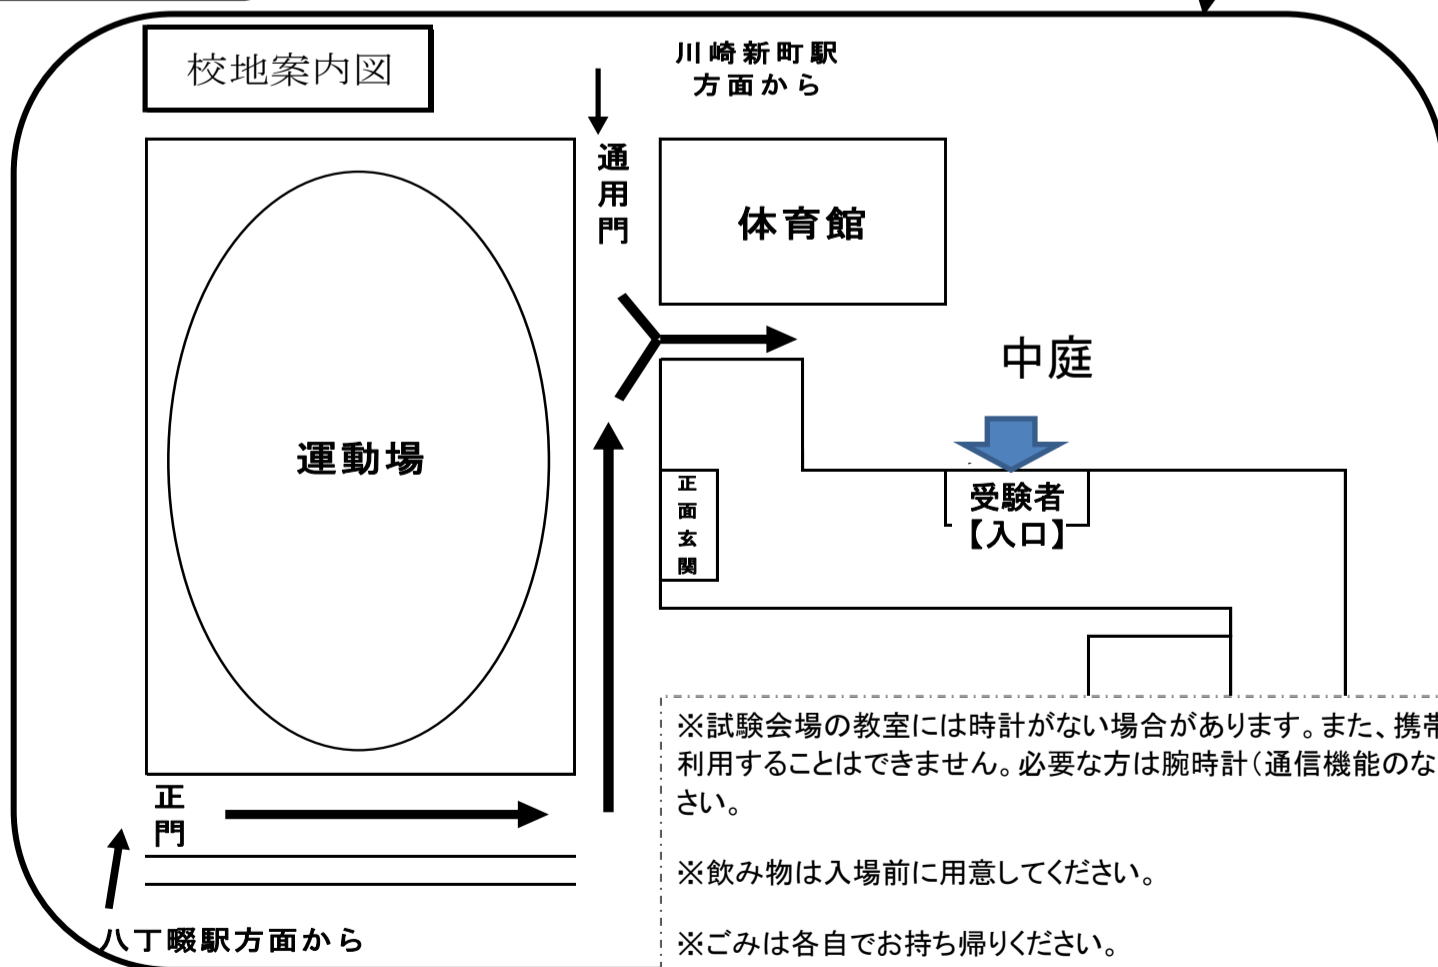 校地案内図
川崎新町駅
方面から
通用門
体育館
中庭
運動場
正面玄関
受験者
【入口】
※試験会場の教室には時計がない場合があります。また、携帯
利用することはできません。必要な方は腕時計（通信機能のな
さい。
※飲み物は入場前に用意してください。
※ごみは各自でお持ち帰りください。
正門
八丁畷駅方面から